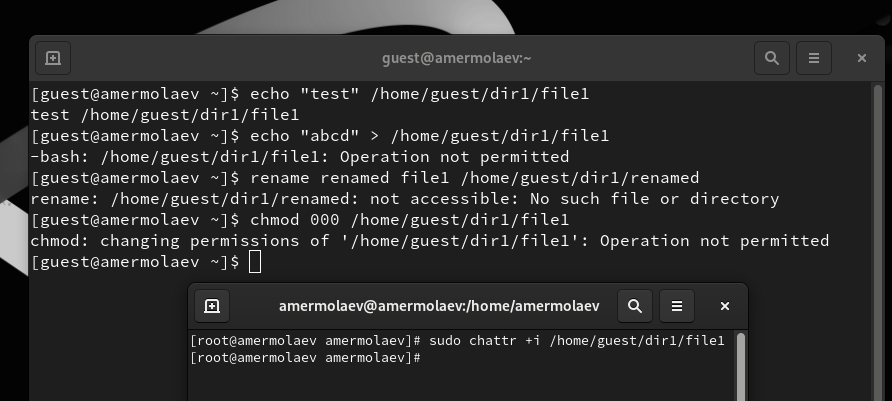 guest@amermolaev:~
[guest@amermolaev ~]$ echo "test" /home/guest/dir1/file1
test /home/guest/dir1/file1
[guest@amermolaev ~]$ echo "abcd" > /home/guest/dir1/file1
-bash: /home/guest/dir1/file1: Operation not permitted
[guest@amermolaev ~]$ rename renamed file1 /home/guest/dir1/renamed
rename: /home/guest/dir1/renamed: not accessible: No such file or directory
[guest@amermolaev ~]$ chmod 000 /home/guest/dir1/file1
chmod: changing permissions of '/home/guest/dir1/file1': Operation not permitted
[guest@amermolaev ~]$
amermolaev@amermolaev:/home/amermolaev
[root@amermolaev amermolaev]# sudo chattr +i /home/guest/dir1/file1
[root@amermolaev amermolaev]#